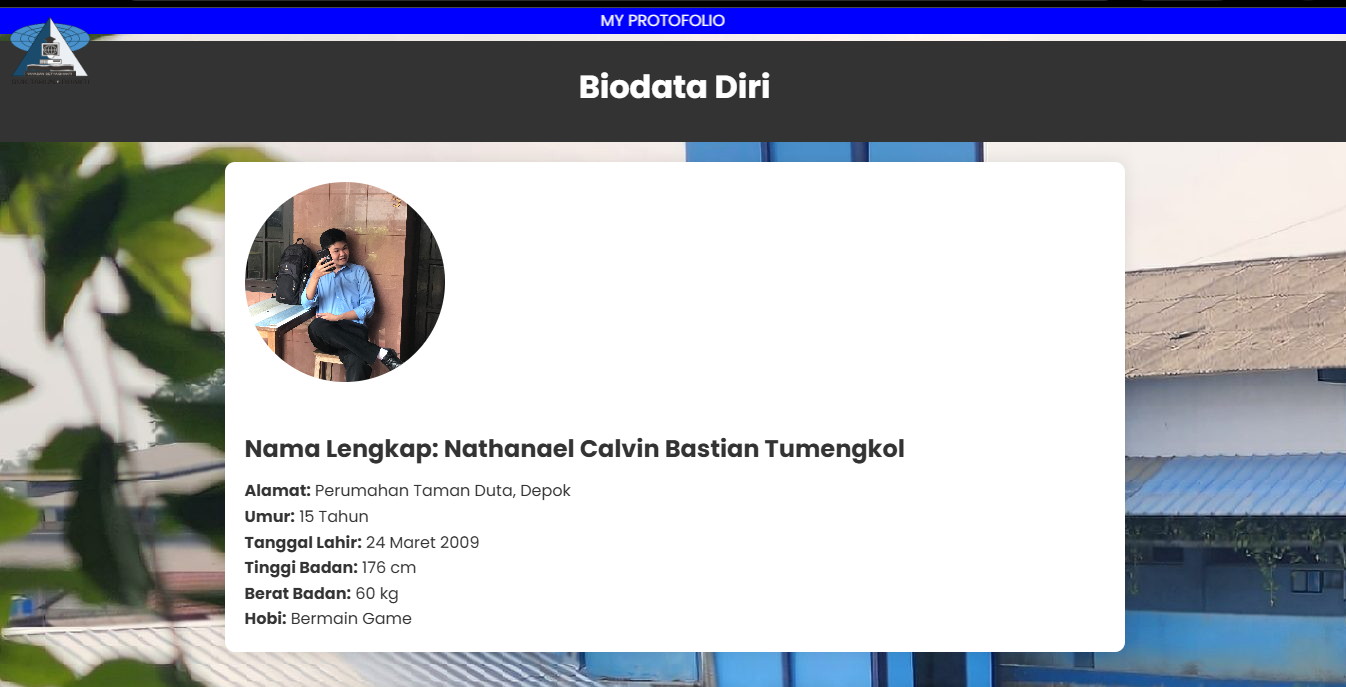 MY PROTOFOLIO
Biodata Diri
Nama Lengkap: Nathanael Calvin Bastian Tumengkol
Alamat: Perumahan Taman Duta, Depok
Umur: 15 Tahun
Tanggal Lahir: 24 Maret 2009
Tinggi Badan: 176 cm
Berat Badan: 60 kg
Hobi: Bermain Game